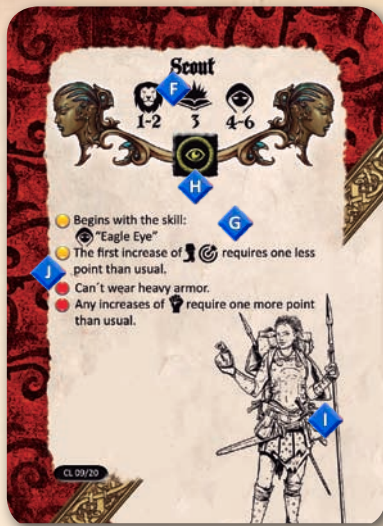 Scout
F
1-2 3 4-6
H
Begins with the skill:
G
"Eagle Eye"
The first increase of requires one less
J
point than usual.
Can´t wear heavy armor.
Any increases of require one more point
than usual.
I
CL 09/20